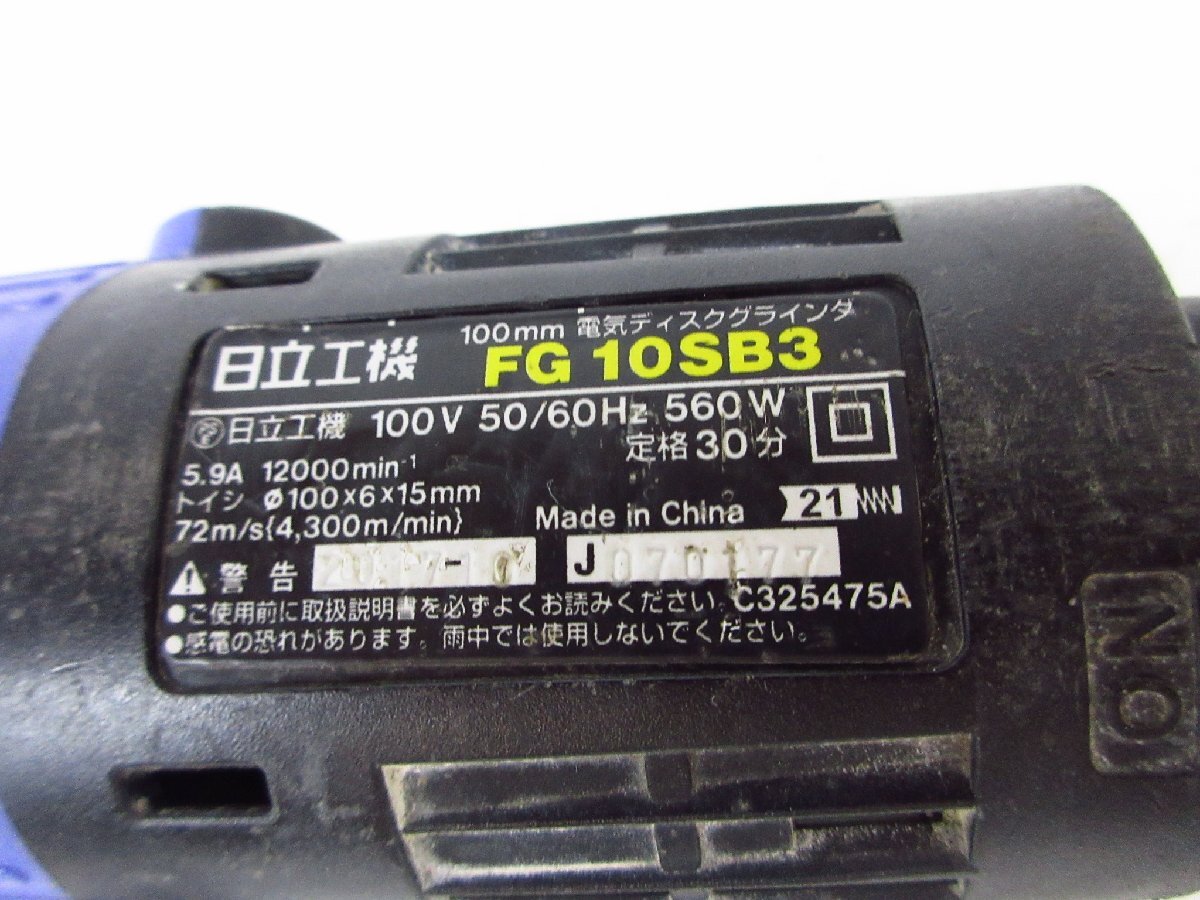 100mm 電気ディスクグラインダ
日立工機 FG 10SB3
日立工機 100V 50/60Hz 560W
定格30分
5.9A 12000min⁻¹
トイシ ø100×6×15mm
72m/s{4,300m/min} Made in China 21
警告 J 070177
●ご使用前に取扱説明書を必ずよくお読みください。C325475A
●感電の恐れがあります。雨中では使用しないでください。
ON